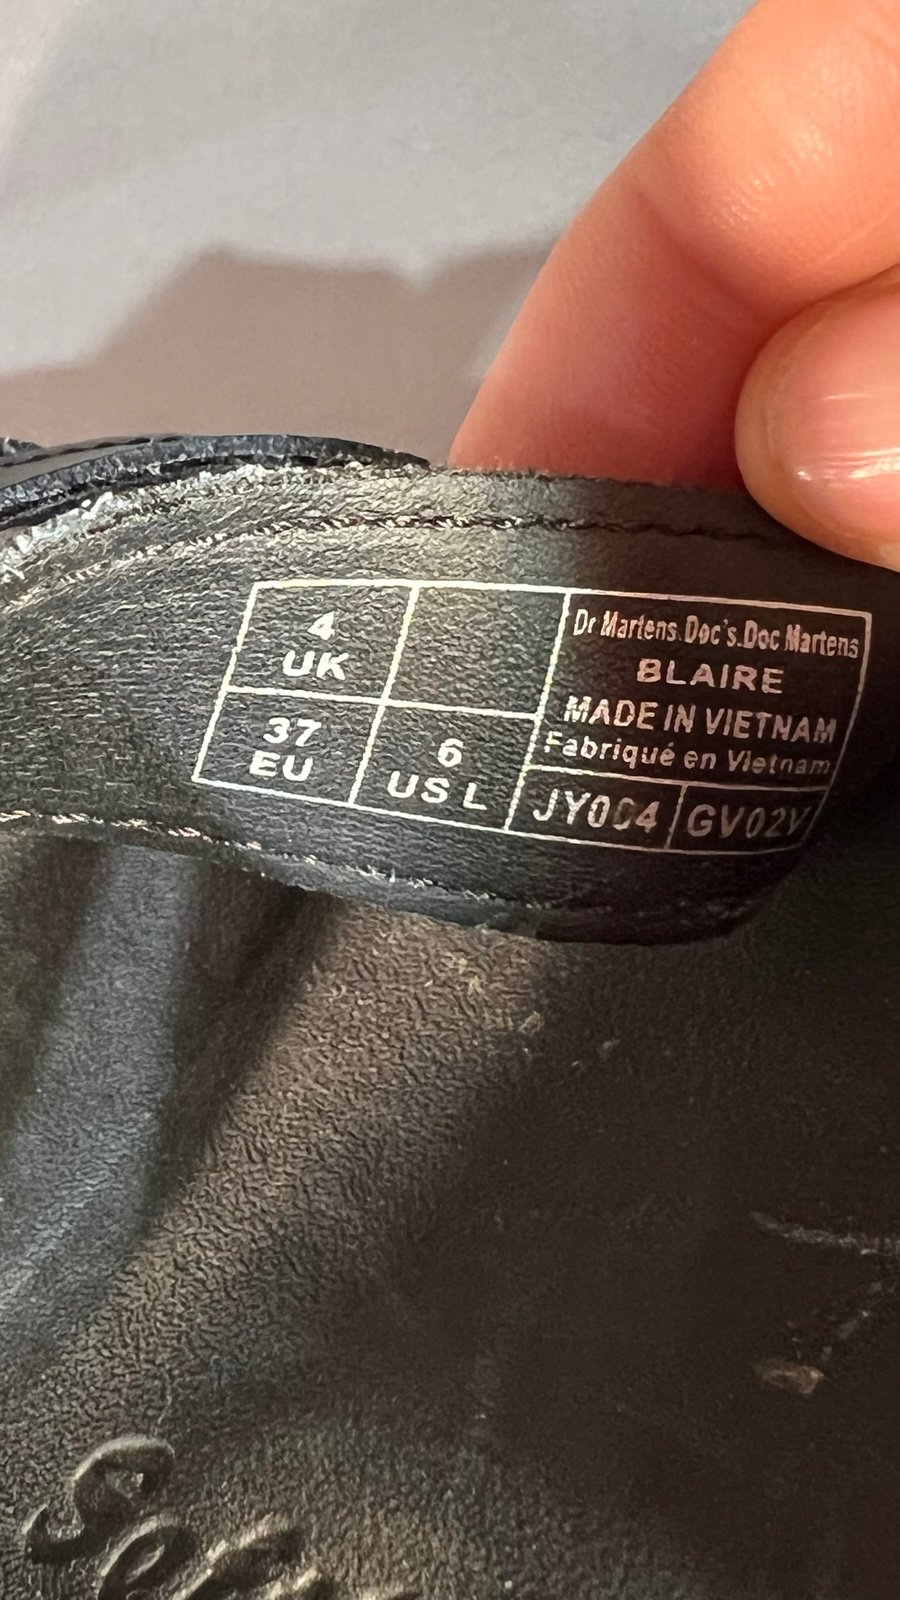 4
UK
37
EU
6
US L
Dr Martens.Doc's.Doc Martens
BLAIRE
MADE IN VIETNAM
Fabriqué en Vietnam
JY004
GV02V